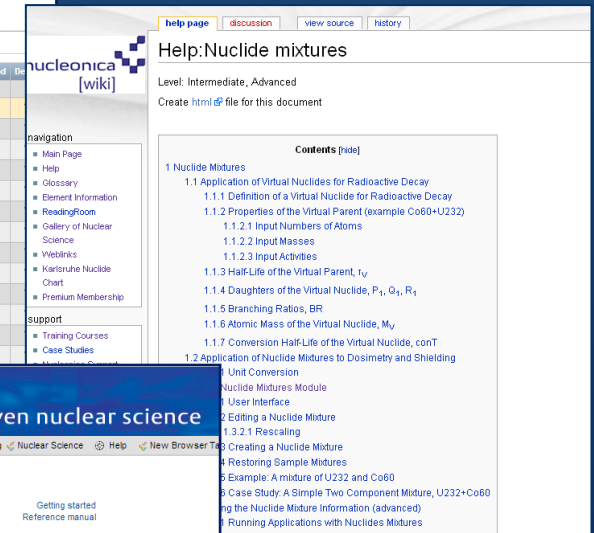 help page discussion view source history
nucleonica
[wiki]
Help:Nuclide mixtures
Level: Intermediate, Advanced
Create html file for this document
navigation
Main Page
Help
Glossary
Element Information
ReadingRoom
Gallery of Nuclear
Science
Weblinks
Karlsruhe Nuclide
Chart
Premium Membership
support
Training Courses
Case Studies
Contents [hide]
1 Nuclide Mixtures
1.1 Application of Virtual Nuclides for Radioactive Decay
1.1.1 Definition of a Virtual Nuclide for Radioactive Decay
1.1.2 Properties of the Virtual Parent (example Co60+U232)
1.1.2.1 Input Numbers of Atoms
1.1.2.2 Input Masses
1.1.2.3 Input Activities
1.1.3 Half-Life of the Virtual Parent, τV
1.1.4 Daughters of the Virtual Nuclide, P1, Q1, R1
1.1.5 Branching Ratios, BR
1.1.6 Atomic Mass of the Virtual Nuclide, MV
1.1.7 Conversion Half-Life of the Virtual Nuclide, conT
1.2 Application of Nuclide Mixtures to Dosimetry and Shielding
1 Unit Conversion
Nuclide Mixtures Module
1 User Interface
2 Editing a Nuclide Mixture
1.3.2.1 Rescaling
3 Creating a Nuclide Mixture
4 Restoring Sample Mixtures
5 Example: A mixture of U232 and Co60
6 Case Study: A Simple Two Component Mixture, U232+Co60
ng the Nuclide Mixture Information (advanced)
1 Running Applications with Nuclides Mixtures
ven nuclear science
Nuclear Science Help New Browser Ta
Getting started
Reference manual